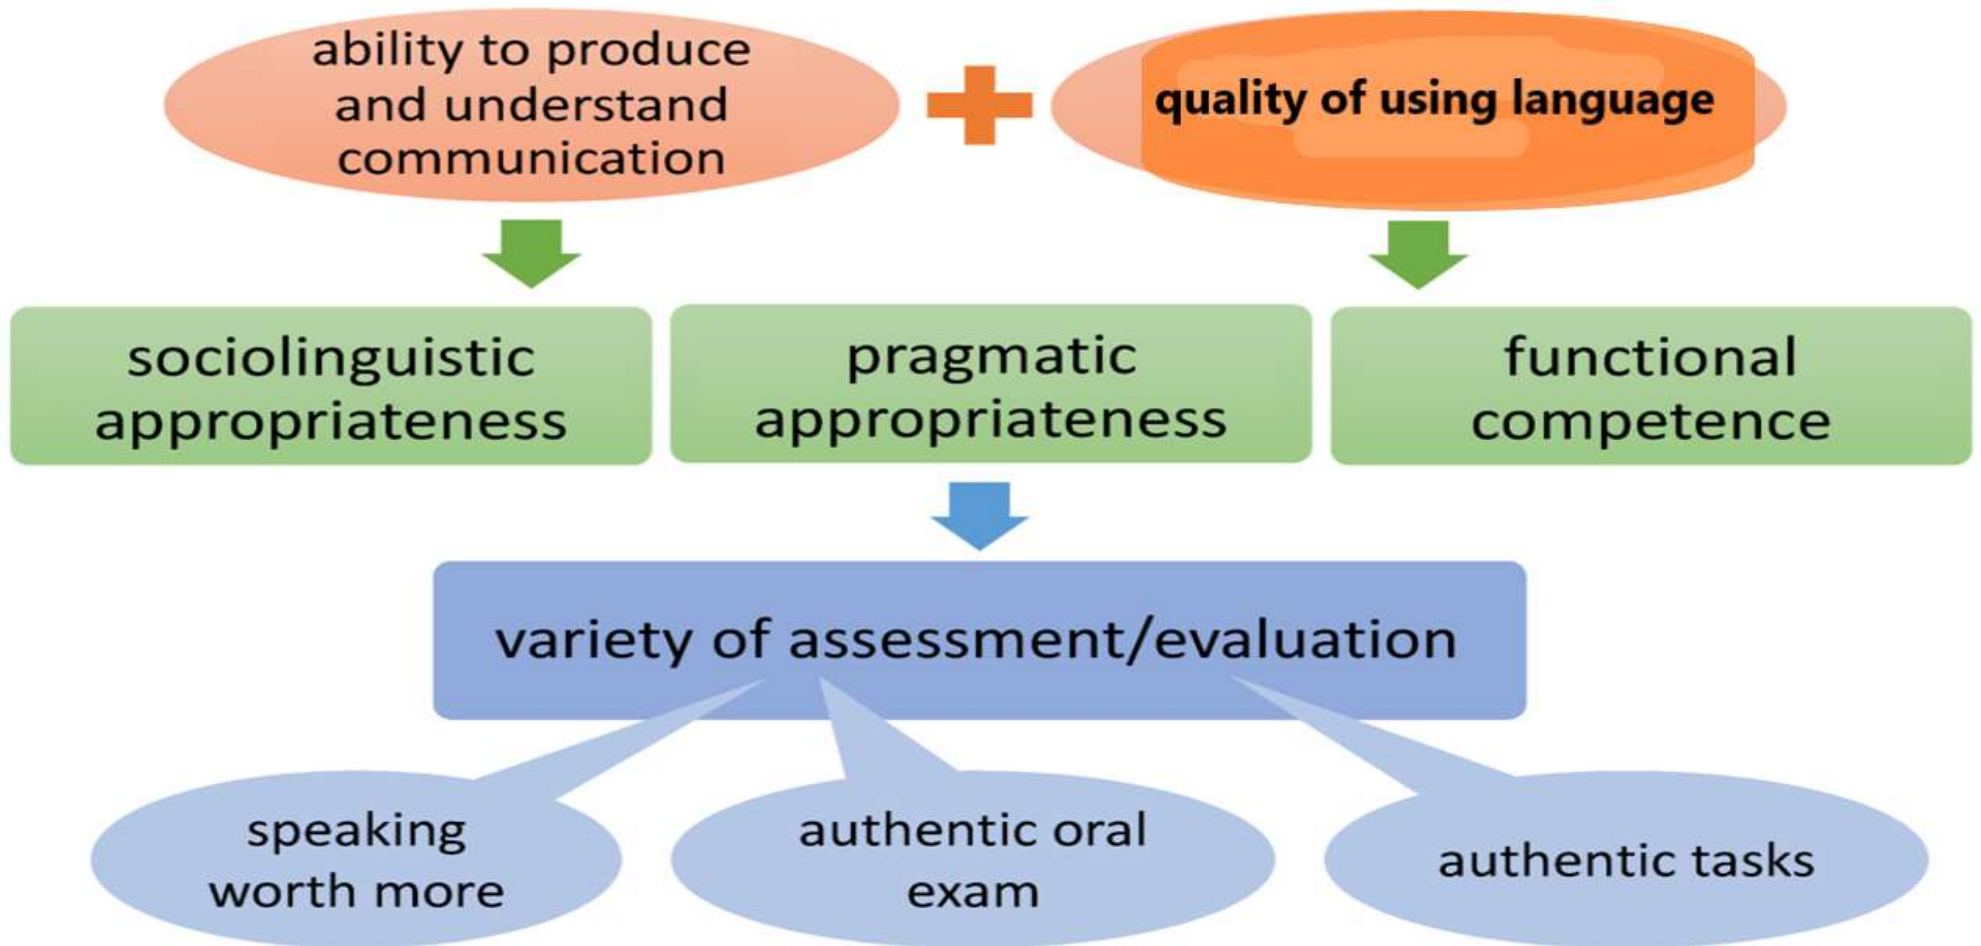 ability to produce
and understand
communication
quality of using language
sociolinguistic
appropriateness
pragmatic
appropriateness
functional
competence
variety of assessment/evaluation
speaking
worth more
authentic oral
exam
authentic tasks